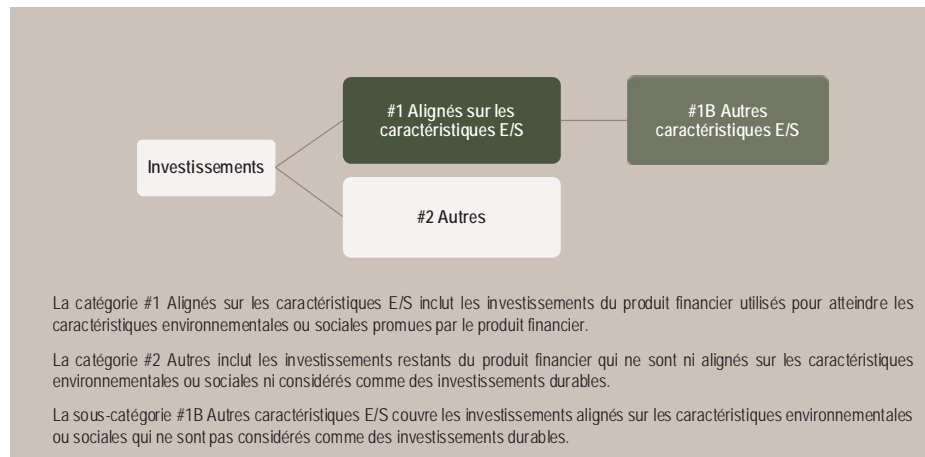 #1 Alignés sur les
caractéristiques E/S
#1B Autres
caractéristiques E/S
Investissements
#2 Autres
La catégorie #1 Alignés sur les caractéristiques E/S inclut les investissements du produit financier utilisés pour atteindre les
caractéristiques environnementales ou sociales promues par le produit financier.
La catégorie #2 Autres inclut les investissements restants du produit financier qui ne sont ni alignés sur les caractéristiques
environnementales ou sociales ni considérés comme des investissements durables.
La sous-catégorie #1B Autres caractéristiques E/S couvre les investissements alignés sur les caractéristiques environnementales
ou sociales qui ne sont pas considérés comme des investissements durables.